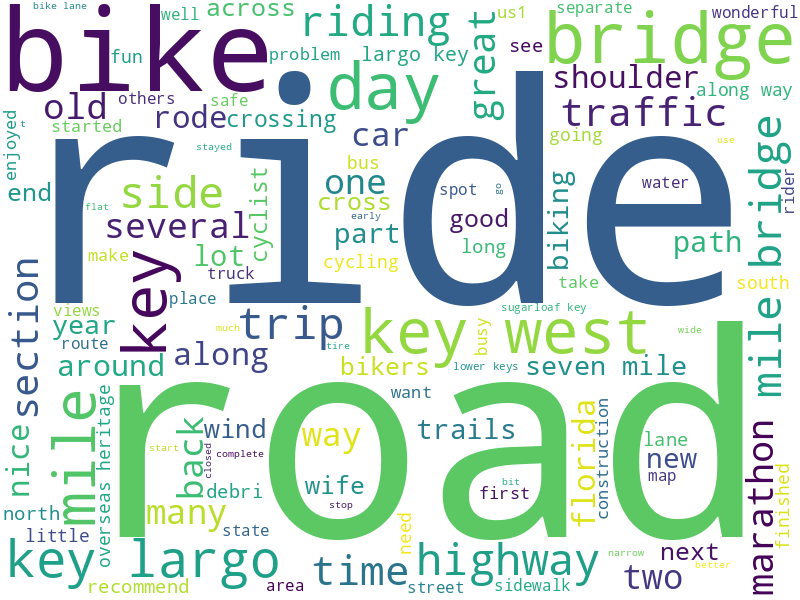 bike lane
well
across
riding
us1
separate
wonderful
bike
fun
problem
largo key
great
see
bridge
old
others
safe
day
shoulder
along way
enjoyed
t
started
rode
crossing
car
traffic
going
stayed
bus
ride
end
side
one
spot
go
water
rider
flat
cyclist
cross
early
good
biking
mile bridge
several
part
long
path
make
lot
key
truck
cycling
take
south
section
views
place
trip
sugarloaf key
year
route
much
key west
busy
wide
tire
around
along
bikers
lower keys
seven mile
mile
want
nice
back
wind
way
trails
florida
construction
lane
start
closed
complete
new
marathon
overseas heritage
debri
wife
first
bit
map
road
north
many
stop
finished
little
state
need
key largo
time
highway
narrow
next
better
recommend
area
street
sidewalk
two
use